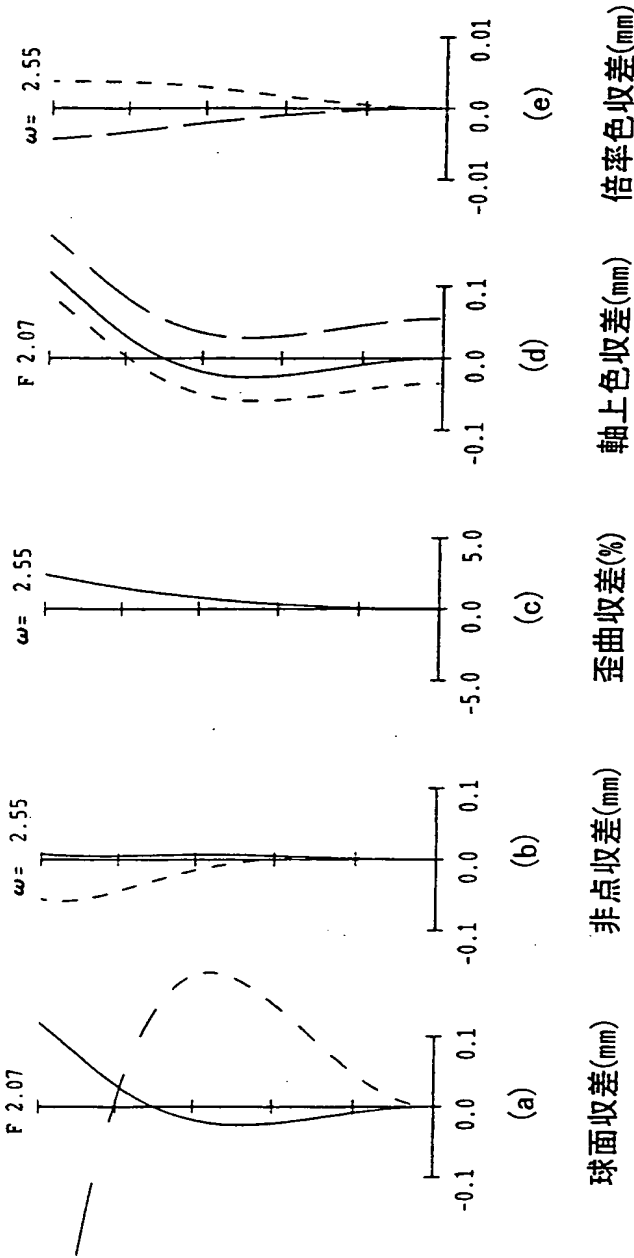 F 2.07
-0.1 0.0 0.1
(a)
球面収差(mm)
ω= 2.55
-0.1 0.0 0.1
(b)
非点収差(mm)
ω= 2.55
-5.0 0.0 5.0
(c)
歪曲収差(%)
F 2.07
-0.1 0.0 0.1
(d)
軸上色収差(mm)
ω= 2.55
-0.01 0.0 0.01
(e)
倍率色収差(mm)